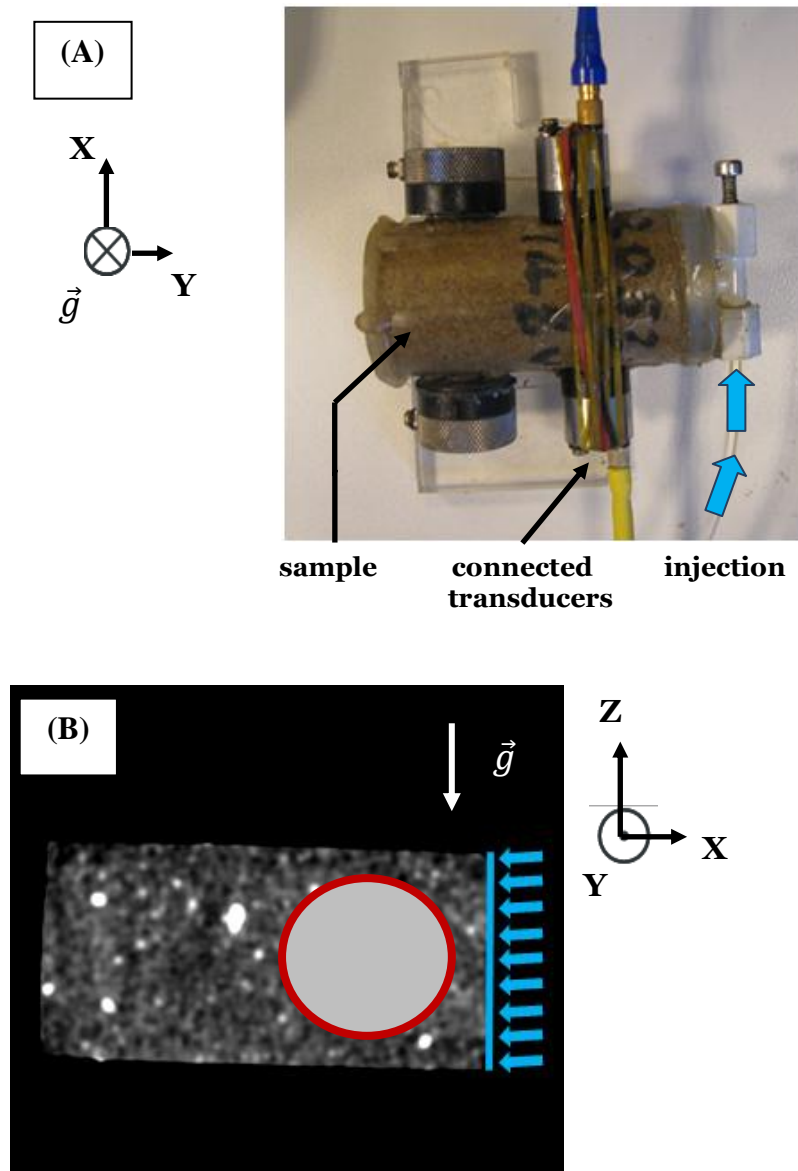 (A)
X
Y
g⃗
sample
connected
transducers
injection
(B)
g⃗
Z
X
Y